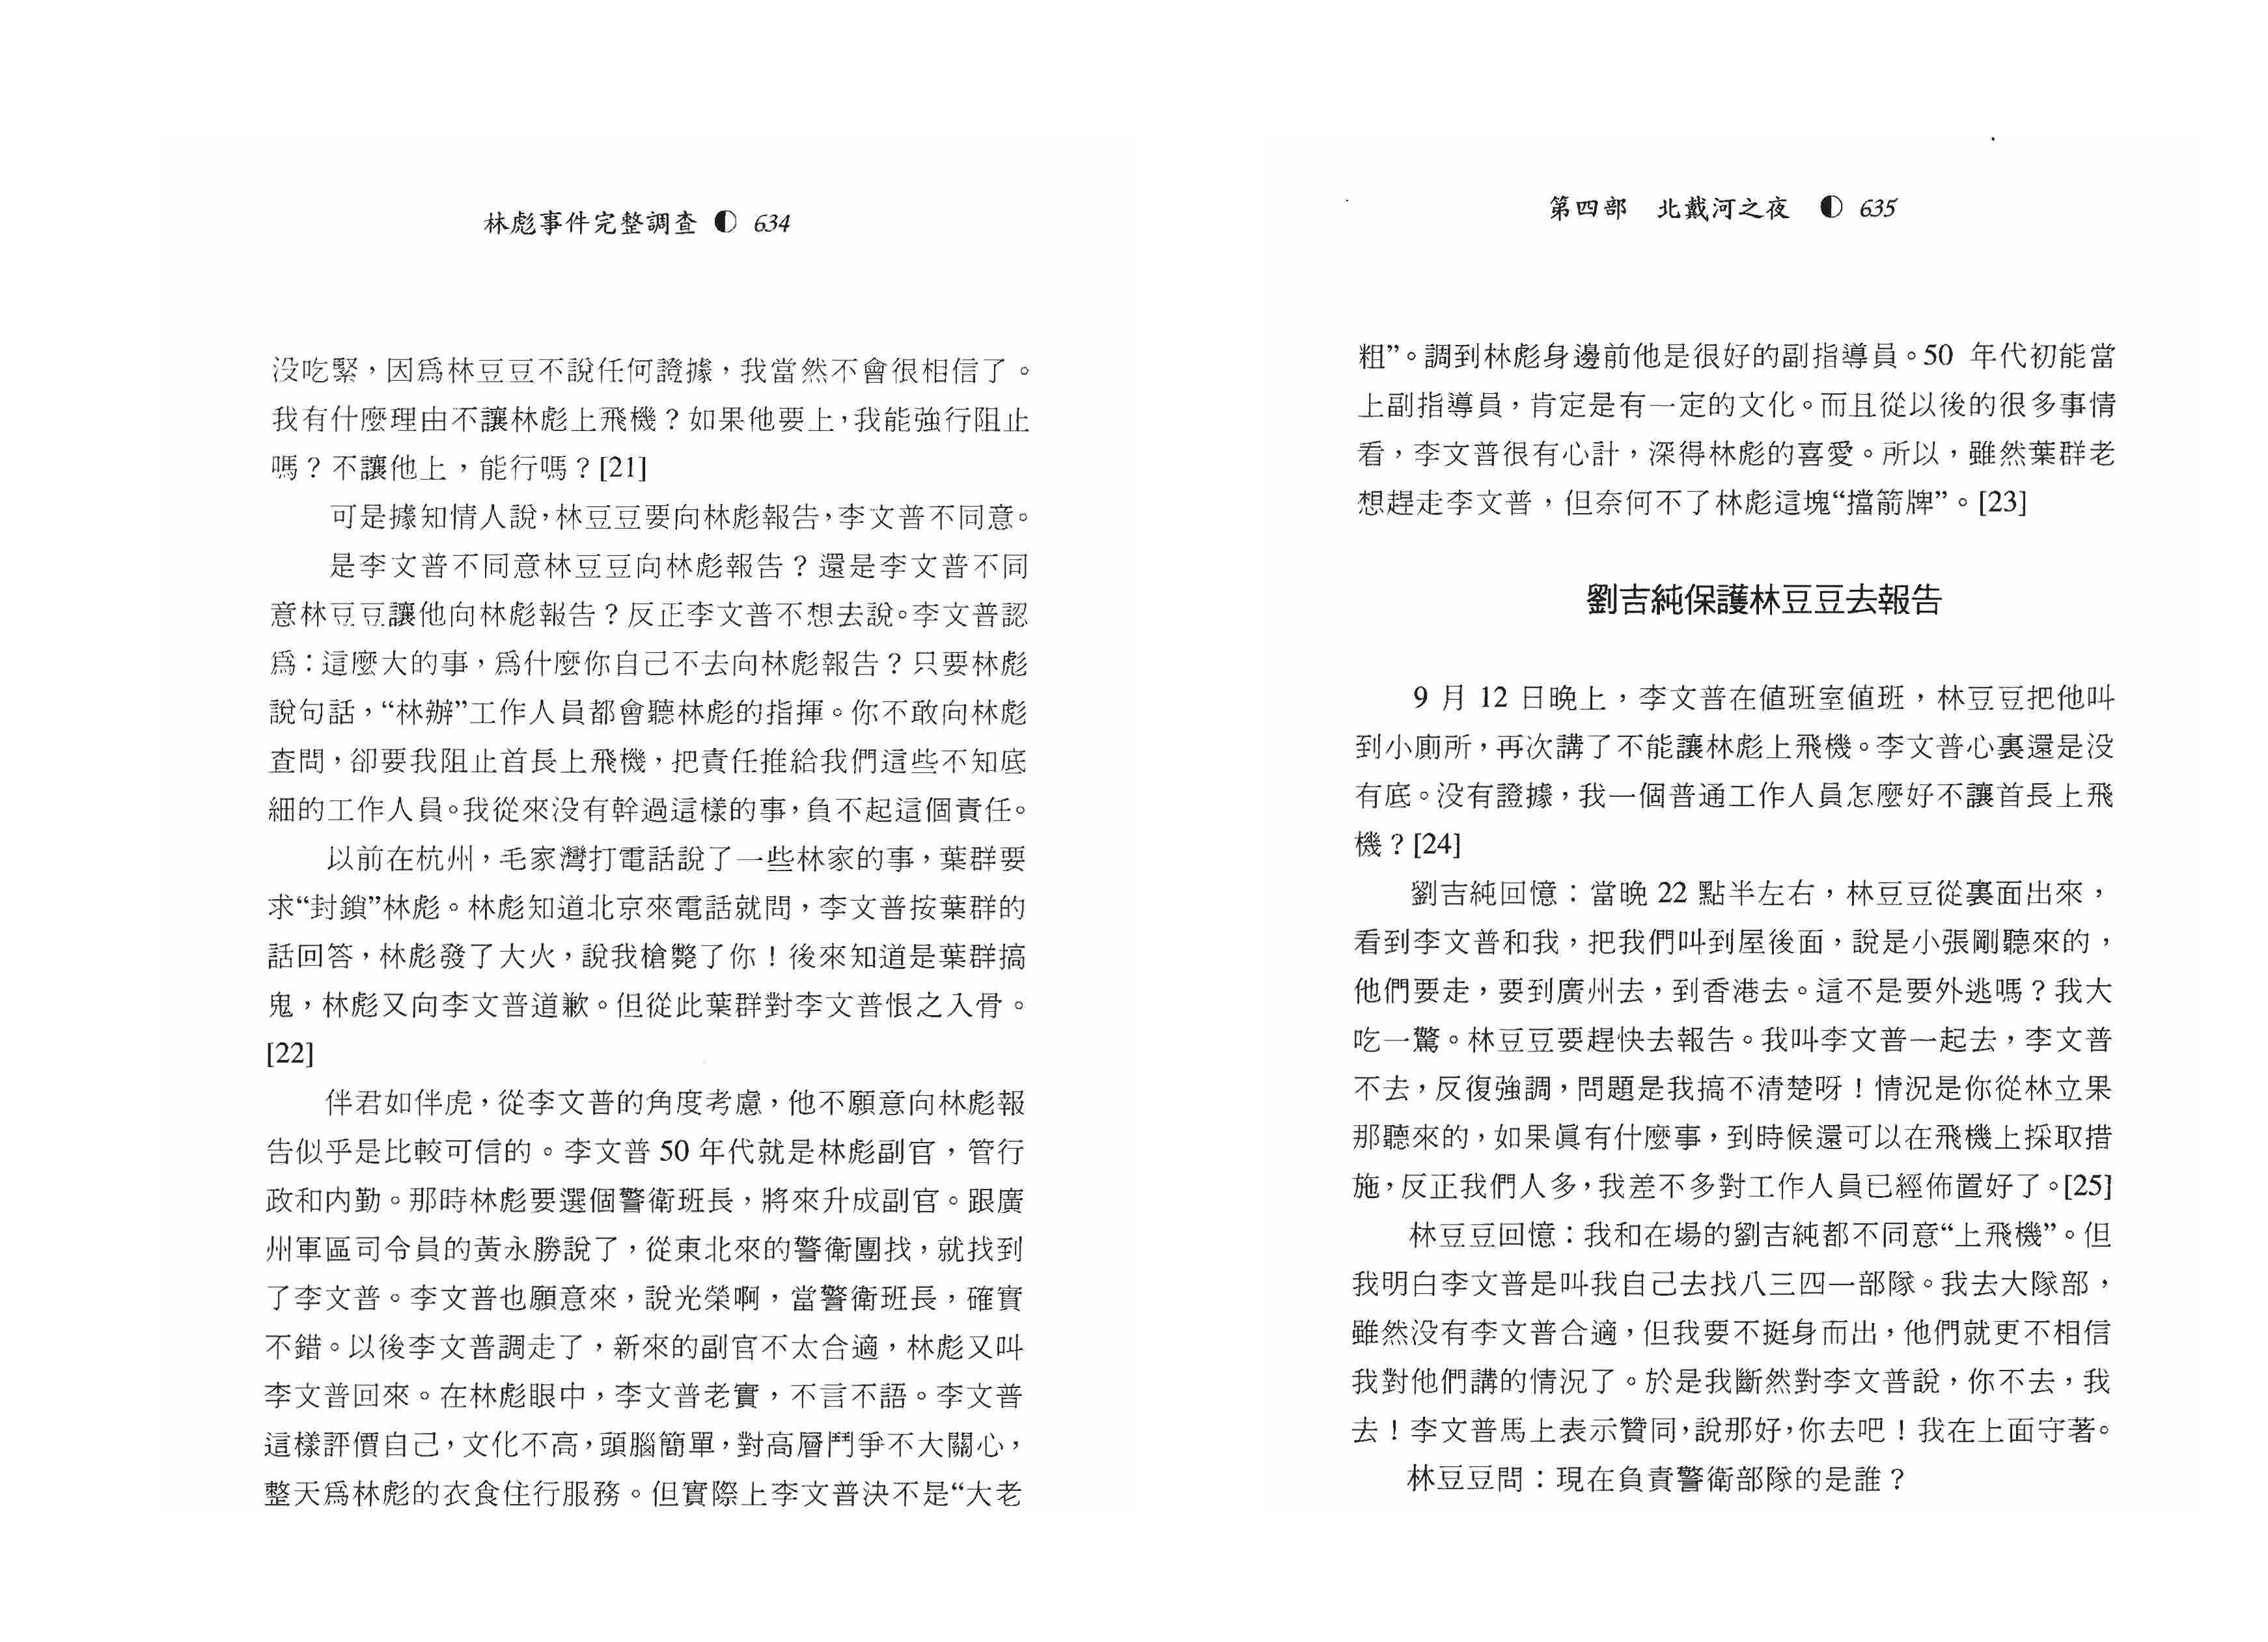 林彪事件完整調查 ◐ 634
没吃緊，因爲林豆豆不說任何證據，我當然不會很相信了。
我有什麼理由不讓林彪上飛機？如果他要上，我能強行阻止
嗎？不讓他上，能行嗎？[21]
可是據知情人說，林豆豆要向林彪報告，李文普不同意。
是李文普不同意林豆豆向林彪報告？還是李文普不同
意林豆豆讓他向林彪報告？反正李文普不想去說。李文普認
爲：這麼大的事，爲什麼你自己不去向林彪報告？只要林彪
說句話，“林辦”工作人員都會聽林彪的指揮。你不敢向林彪
查問，卻要我阻止首長上飛機，把責任推給我們這些不知底
細的工作人員。我從來没有幹過這樣的事，負不起這個責任。
以前在杭州，毛家灣打電話說了一些林家的事，葉群要
求“封鎖”林彪。林彪知道北京來電話就問，李文普按葉群的
話回答，林彪發了大火，說我槍斃了你！後來知道是葉群搞
鬼，林彪又向李文普道歉。但從此葉群對李文普恨之入骨。
[22]
伴君如伴虎，從李文普的角度考慮，他不願意向林彪報
告似乎是比較可信的。李文普 50 年代就是林彪副官，管行
政和内勤。那時林彪要選個警衛班長，將來升成副官。跟廣
州軍區司令員的黃永勝說了，從東北來的警衛團找，就找到
了李文普。李文普也願意來，說光榮啊，當警衛班長，確實
不錯。以後李文普調走了，新來的副官不太合適，林彪又叫
李文普回來。在林彪眼中，李文普老實，不言不語。李文普
這樣評價自己，文化不高，頭腦簡單，對高層鬥爭不大關心，
整天爲林彪的衣食住行服務。但實際上李文普決不是“大老
第四部 北戴河之夜 ◐ 635
粗”。調到林彪身邊前他是很好的副指導員。50 年代初能當
上副指導員，肯定是有一定的文化。而且從以後的很多事情
看，李文普很有心計，深得林彪的喜愛。所以，雖然葉群老
想趕走李文普，但奈何不了林彪這塊“擋箭牌”。[23]
劉吉純保護林豆豆去報告
9 月 12 日晚上，李文普在値班室値班，林豆豆把他叫
到小廁所，再次講了不能讓林彪上飛機。李文普心裏還是没
有底。没有證據，我一個普通工作人員怎麼好不讓首長上飛
機？[24]
劉吉純回憶：當晚 22 點半左右，林豆豆從裏面出來，
看到李文普和我，把我們叫到屋後面，說是小張剛聽來的，
他們要走，要到廣州去，到香港去。這不是要外逃嗎？我大
吃一驚。林豆豆要趕快去報告。我叫李文普一起去，李文普
不去，反復強調，問題是我搞不清楚呀！情況是你從林立果
那聽來的，如果眞有什麼事，到時候還可以在飛機上採取措
施，反正我們人多，我差不多對工作人員已經佈置好了。[25]
林豆豆回憶：我和在場的劉吉純都不同意“上飛機”。但
我明白李文普是叫我自己去找八三四一部隊。我去大隊部，
雖然没有李文普合適，但我要不挺身而出，他們就更不相信
我對他們講的情況了。於是我斷然對李文普說，你不去，我
去！李文普馬上表示贊同，說那好，你去吧！我在上面守著。
林豆豆問：現在負責警衛部隊的是誰？